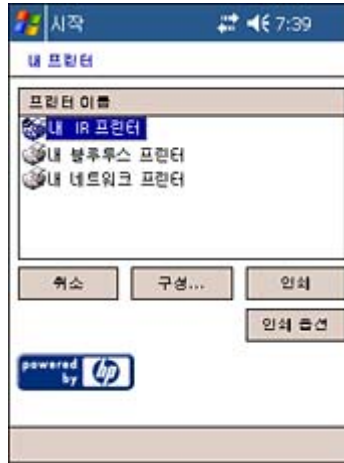 시작 7:39
내 프린터
프린터 이름
내 IR 프린터
내 블루투스 프린터
내 네트워크 프린터
취소 구성... 인쇄
인쇄 옵션
powered by hp